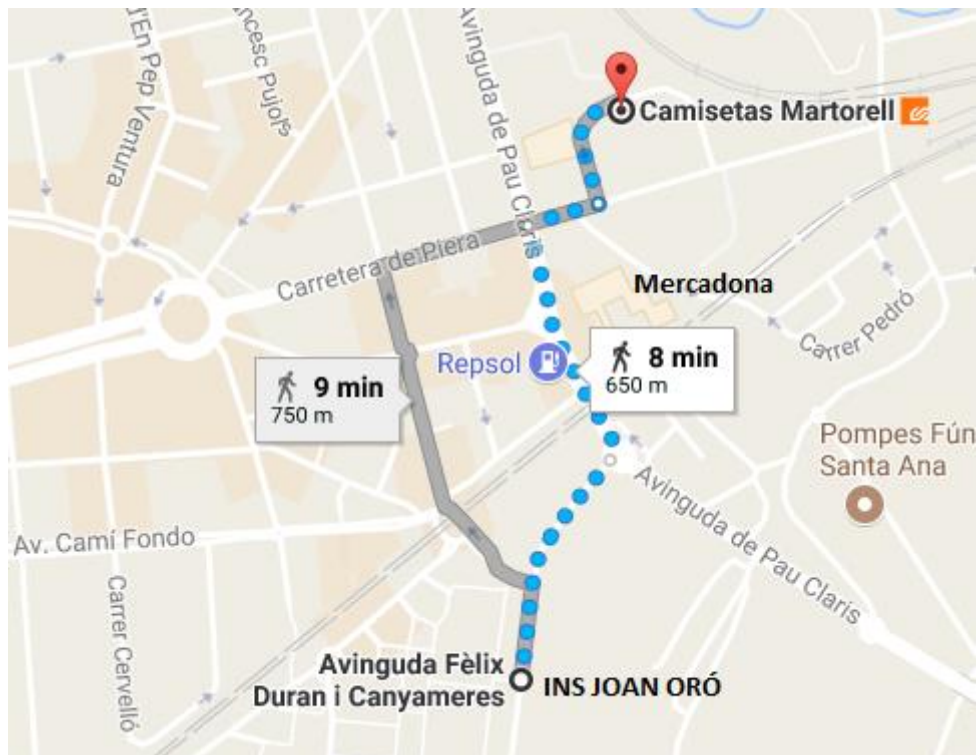 d'En Pep Ventura
ncesc Pujols
Avinguda de Pau Claris
Camisetas Martorell
Carretera de Piera
Mercadona
Carrer Pedró
Repsol
8 min
650 m
9 min
750 m
Pompes Fún
Santa Ana
Avinguda de Pau Claris
Av. Camí Fondo
Carrer Cervelló
Avinguda Fèlix
Duran i Canyameres
INS JOAN ORÓ